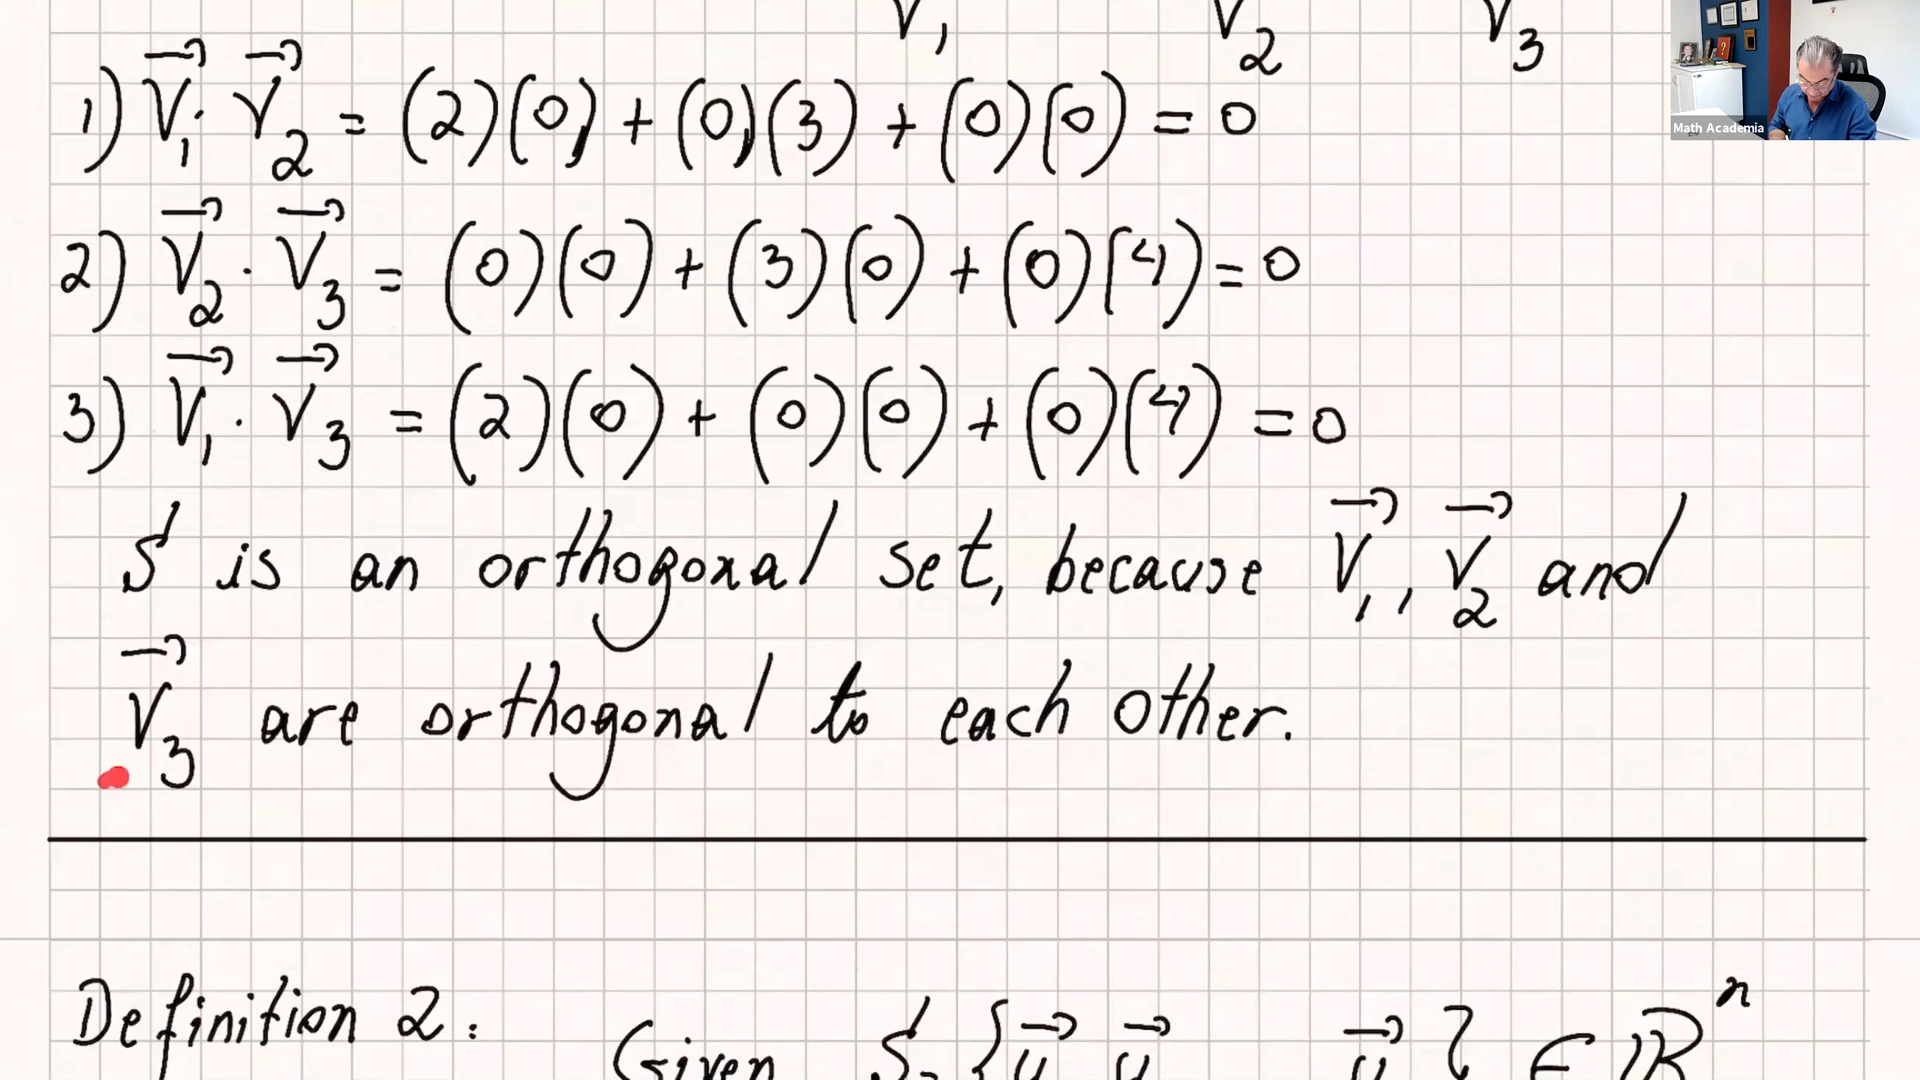 V₁ V₂ V₃
Math Academia
1) V₁ · V₂ = (2)(0) + (0)(3) + (0)(0) = 0
2) V₂ · V₃ = (0)(0) + (3)(0) + (0)(4) = 0
3) V₁ · V₃ = (2)(0) + (0)(0) + (0)(4) = 0
S is an orthogonal set, because V₁, V₂ and
V₃ are orthogonal to each other.
Definition 2:
Given S